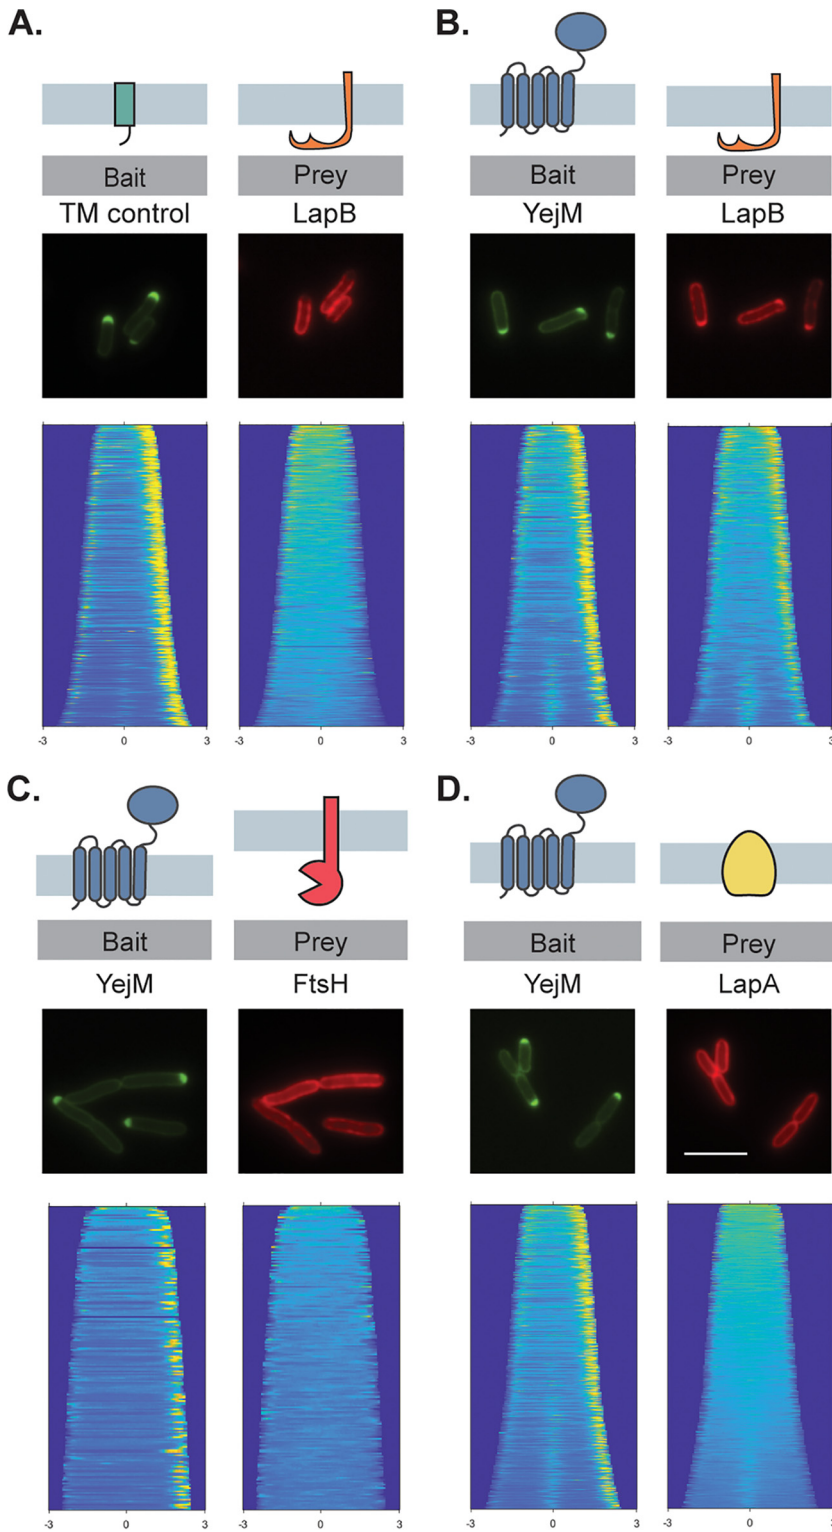 A.
B.
Bait Prey Bait Prey
TM control LapB YejM LapB
-3 0 3 -3 0 3 -3 0 3 -3 0 3
C.
D.
Bait Prey Bait Prey
YejM FtsH YejM LapA
-3 0 3 -3 0 3 -3 0 3 -3 0 3